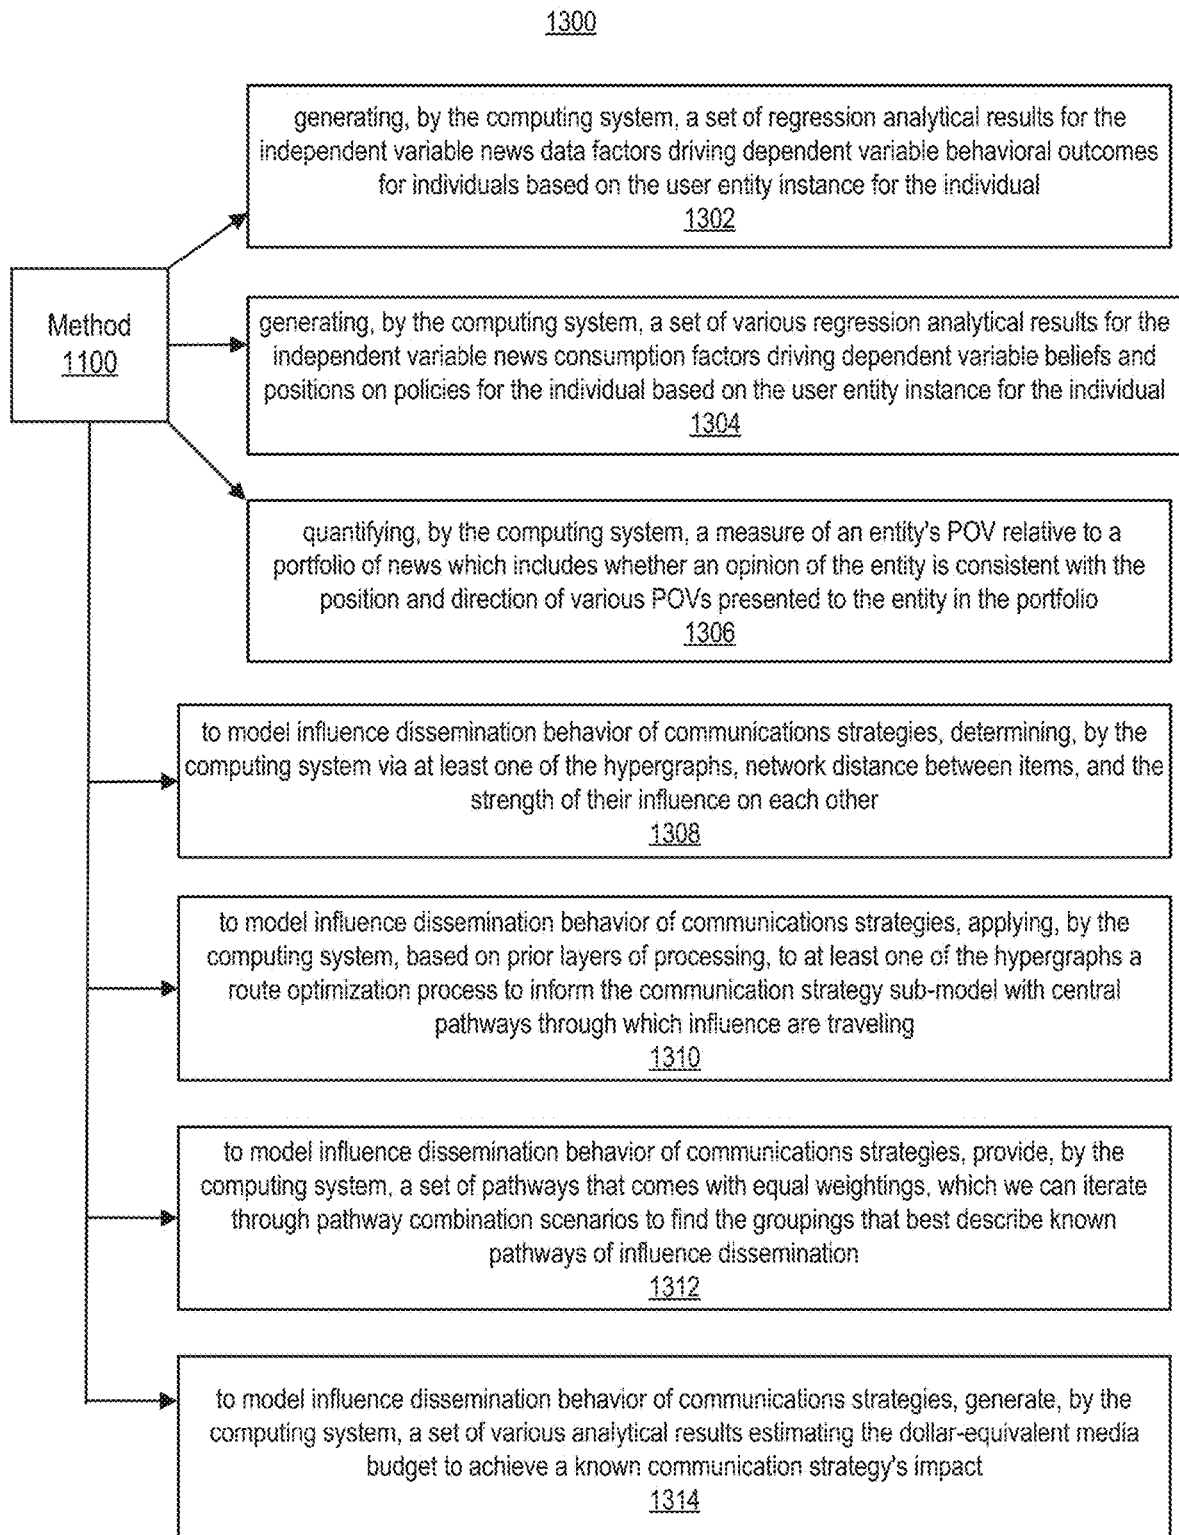 1300
generating, by the computing system, a set of regression analytical results for the
independent variable news data factors driving dependent variable behavioral outcomes
for individuals based on the user entity instance for the individual
1302
Method
1100
generating, by the computing system, a set of various regression analytical results for the
independent variable news consumption factors driving dependent variable beliefs and
positions on policies for the individual based on the user entity instance for the individual
1304
quantifying, by the computing system, a measure of an entity's POV relative to a
portfolio of news which includes whether an opinion of the entity is consistent with the
position and direction of various POVs presented to the entity in the portfolio
1306
to model influence dissemination behavior of communications strategies, determining, by the
computing system via at least one of the hypergraphs, network distance between items, and the
strength of their influence on each other
1308
to model influence dissemination behavior of communications strategies, applying, by the
computing system, based on prior layers of processing, to at least one of the hypergraphs a
route optimization process to inform the communication strategy sub-model with central
pathways through which influence are traveling
1310
to model influence dissemination behavior of communications strategies, provide, by the
computing system, a set of pathways that comes with equal weightings, which we can iterate
through pathway combination scenarios to find the groupings that best describe known
pathways of influence dissemination
1312
to model influence dissemination behavior of communications strategies, generate, by the
computing system, a set of various analytical results estimating the dollar-equivalent media
budget to achieve a known communication strategy's impact
1314